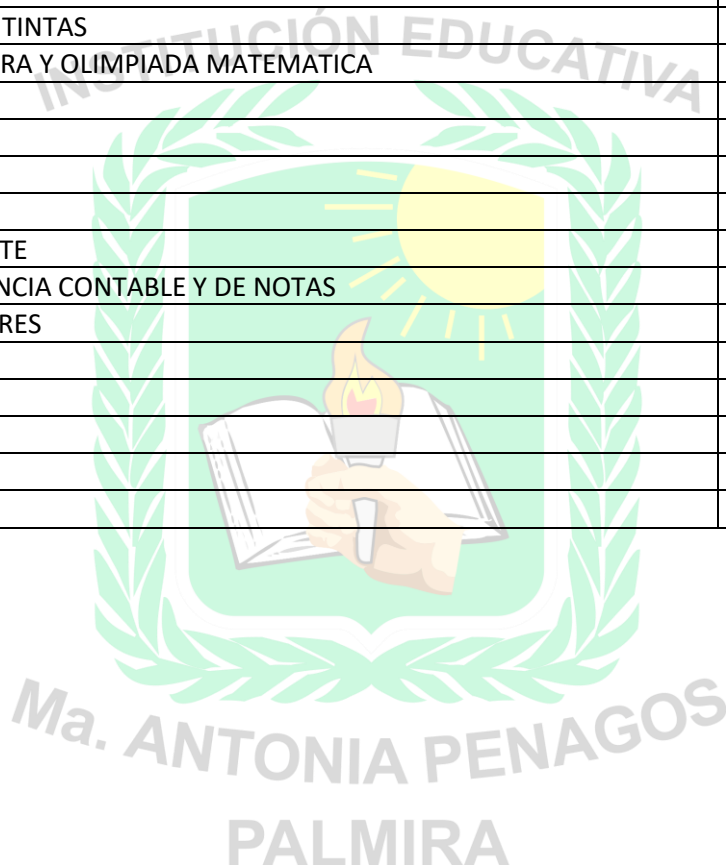 TINTAS
INSTITUCIÓN EDUCATIVA
RA Y OLIMPIADA MATEMATICA
TE
NCIA CONTABLE Y DE NOTAS
RES
Ma. ANTONIA PENAGOS
PALMIRA